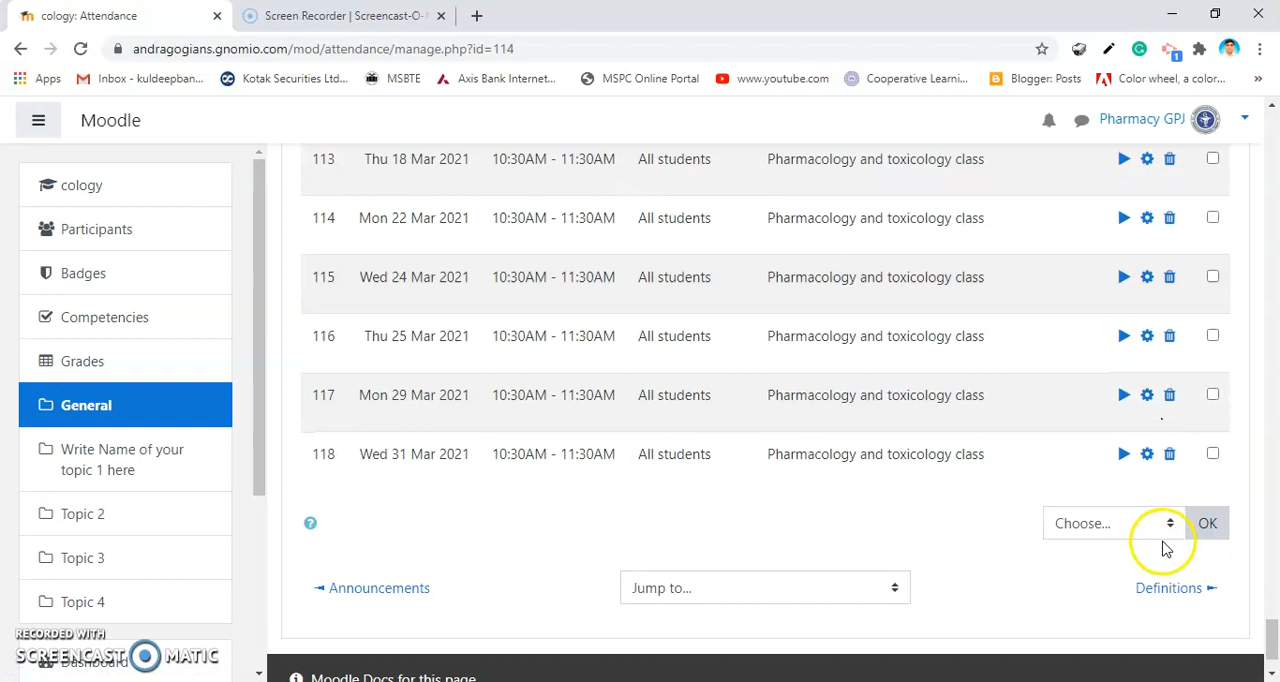 cology: Attendance
Screen Recorder | Screencast-O-
andragogians.gnomio.com/mod/attendance/manage.php?id=114
1
Apps
Inbox - kuldeepban...
Kotak Securities Ltd...
MSBTE
Axis Bank Internet...
MSPC Online Portal
www.youtube.com
Cooperative Learni...
Blogger: Posts
Color wheel, a color...
»
Moodle
Pharmacy GPJ
cology
Participants
Badges
Competencies
Grades
General
Write Name of your
topic 1 here
Topic 2
Topic 3
Topic 4
Dashboard
RECORDED WITH
SCREENCAST MATIC
113 Thu 18 Mar 2021 10:30AM - 11:30AM All students Pharmacology and toxicology class
114 Mon 22 Mar 2021 10:30AM - 11:30AM All students Pharmacology and toxicology class
115 Wed 24 Mar 2021 10:30AM - 11:30AM All students Pharmacology and toxicology class
116 Thu 25 Mar 2021 10:30AM - 11:30AM All students Pharmacology and toxicology class
117 Mon 29 Mar 2021 10:30AM - 11:30AM All students Pharmacology and toxicology class
118 Wed 31 Mar 2021 10:30AM - 11:30AM All students Pharmacology and toxicology class
Choose... OK
◄ Announcements
Jump to...
Definitions ►
Moodle Docs for this page